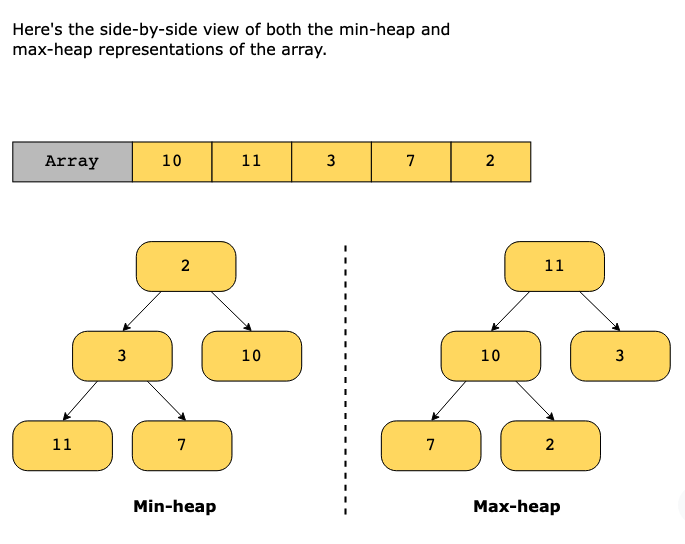 Here's the side-by-side view of both the min-heap and
max-heap representations of the array.
Array 10 11 3 7 2
2 11
3 10 10 3
11 7 7 2
Min-heap Max-heap